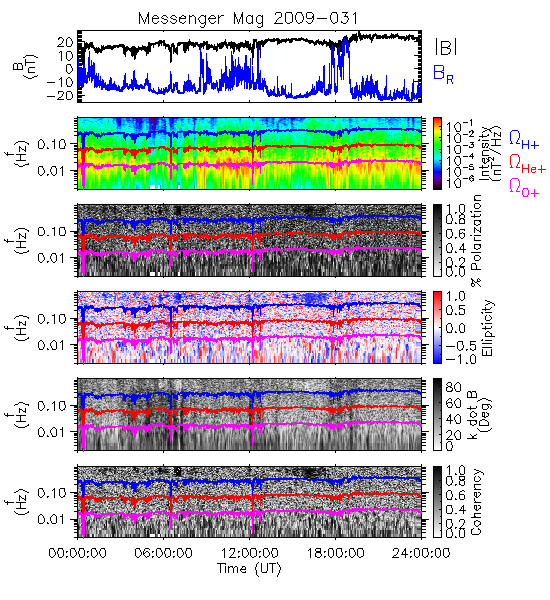 Messenger Mag 2009-031
20
10
0
-10
-20
B
(nT)
|B|
B_R
0.10
0.01
f
(Hz)
10^-1
10^-2
10^-3
10^-4
10^-5
10^-6
Intensity
(nT^2/Hz)
Ω_H+
Ω_He+
Ω_O+
0.10
0.01
f
(Hz)
1.0
0.8
0.6
0.4
0.2
0.0
% Polarization
0.10
0.01
f
(Hz)
1.0
0.5
0.0
-0.5
-1.0
Ellipticity
0.10
0.01
f
(Hz)
80
60
40
20
0
k dot B
(Deg)
0.10
0.01
f
(Hz)
1.0
0.8
0.6
0.4
0.2
0.0
Coherency
00:00:00 06:00:00 12:00:00 18:00:00 24:00:00
Time (UT)